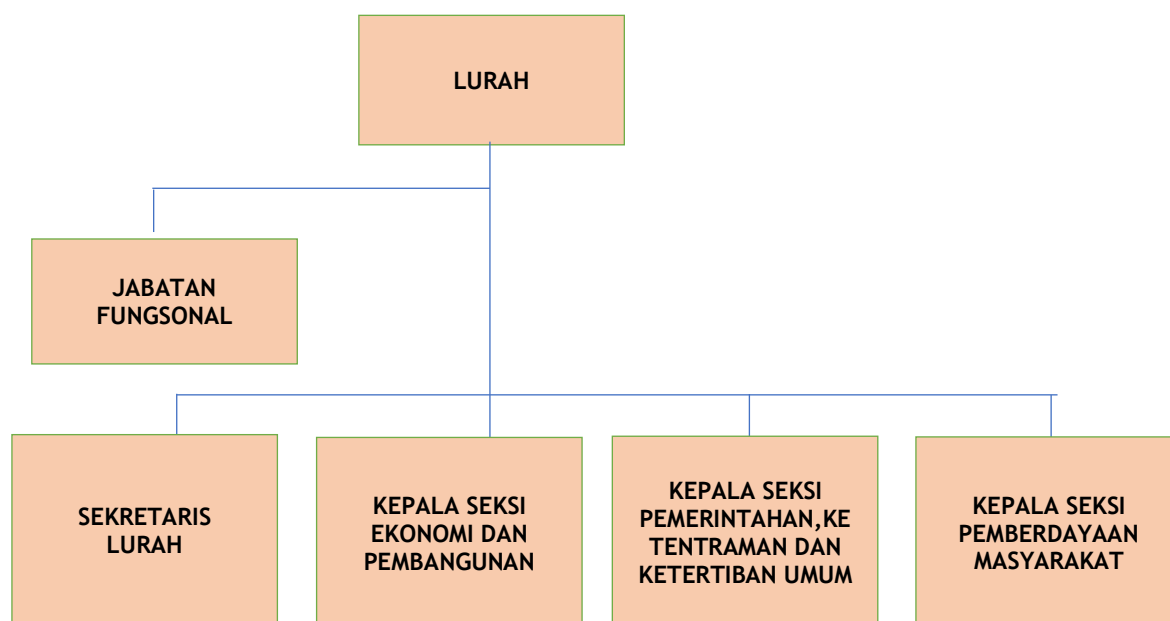 LURAH
JABATAN
FUNGSONAL
SEKRETARIS
LURAH
KEPALA SEKSI
EKONOMI DAN
PEMBANGUNAN
KEPALA SEKSI
PEMERINTAHAN,KE
TENTRAMAN DAN
KETERTIBAN UMUM
KEPALA SEKSI
PEMBERDAYAAN
MASYARAKAT